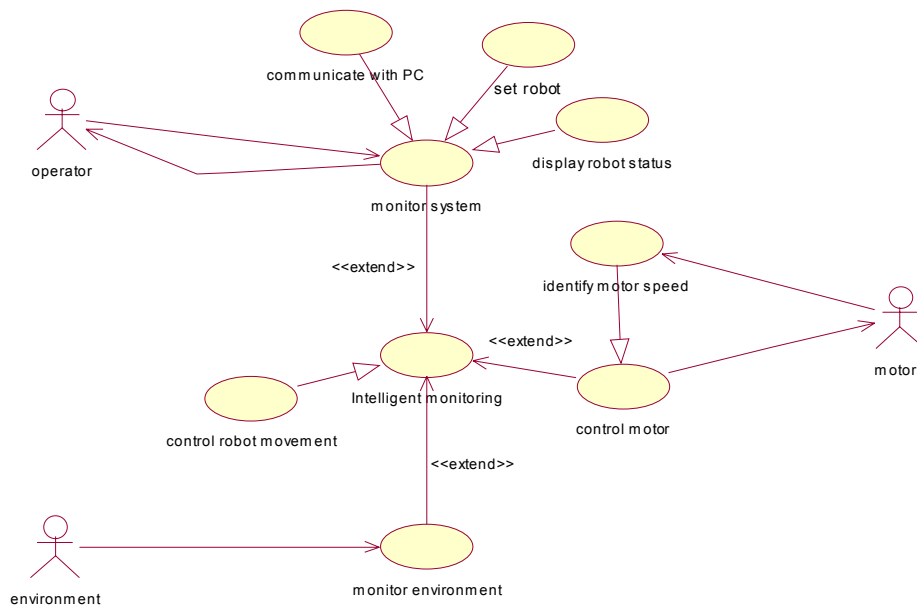 communicate with PC
set robot
operator
display robot status
monitor system
<<extend>>
identify motor speed
<<extend>>
motor
Intelligent monitoring
control motor
control robot movement
<<extend>>
monitor environment
environment